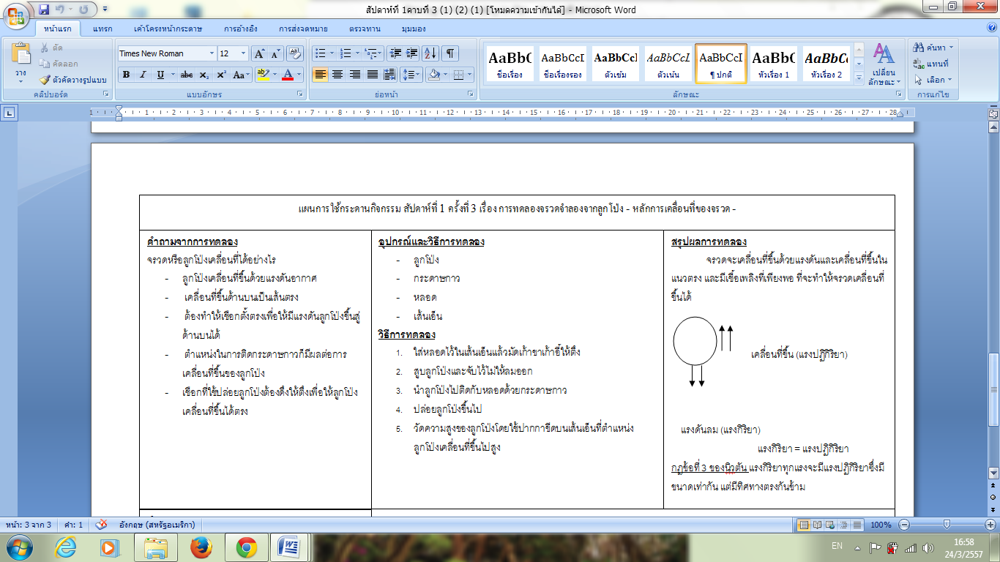 สัปดาห์ที่ 1คาบที่ 3 (1) (2) (1) [โหมดความเข้ากันได้] - Microsoft Word
หน้าแรก แทรก เค้าโครงหน้ากระดาษ การอ้างอิง การส่งจดหมาย ตรวจทาน มุมมอง
วาง
ตัด
คัดลอก
ตัวคัดวางรูปแบบ
คลิปบอร์ด
Times New Roman 12
แบบอักษร
ย่อหน้า
AaBbC AaBbCcI AaBbCcl AaBbCcL AaBbCcI AaBbC AaBbCc
ชื่อเรื่อง ชื่อเรื่องรอง ตัวเข้ม ตัวเน้น ¶ ปกติ หัวเรื่อง 1 หัวเรื่อง 2
เปลี่ยน
ลักษณะ
ลักษณะ
ค้นหา
แทนที่
เลือก
การแก้ไข
1 1 2 3 4 5 6 7 8 9 10 11 12 13 14 15 16 17 18 19 20 21 22 23 24 25 26 27 28
แผนการใช้กระดานกิจกรรม สัปดาห์ที่ 1 ครั้งที่ 3 เรื่อง การทดลองจรวดจำลองจากลูกโป่ง - หลักการเคลื่อนที่ของจรวด -
คำถามจากการทดลอง
จรวดหรือลูกโป่งเคลื่อนที่ได้อย่างไร
- ลูกโป่งเคลื่อนที่ขึ้นด้วยแรงดันอากาศ
- เคลื่อนที่ขึ้นด้านบนเป็นเส้นตรง
- ต้องทำให้เชือกตั้งตรงเพื่อให้มีแรงดันลูกโป่งขึ้นสู่
ด้านบนได้
- ตำแหน่งในการติดกระดาษกาวก็มีผลต่อการ
เคลื่อนที่ขึ้นของลูกโป่ง
- เชือกที่ใช้ปล่อยลูกโป่งต้องดึงให้ตึงเพื่อให้ลูกโป่ง
เคลื่อนที่ขึ้นได้ตรง
อุปกรณ์และวิธีการทดลอง
- ลูกโป่ง
- กระดาษกาว
- หลอด
- เส้นเอ็น
วิธีการทดลอง
1. ใส่หลอดไว้ในเส้นเอ็นแล้วมัดเก้าขาเก้าอี้ให้ตึง
2. สูบลูกโป่งและจับไว้ไม่ให้ลมออก
3. นำลูกโป่งไปติดกับหลอดด้วยกระดาษกาว
4. ปล่อยลูกโป่งขึ้นไป
5. วัดความสูงของลูกโป่งโดยใช้ปากกาขีดบนเส้นเอ็นที่ตำแหน่ง
ลูกโป่งเคลื่อนที่ขึ้นไปสูง
สรุปผลการทดลอง
จรวดจะเคลื่อนที่ขึ้นด้วยแรงดันและเคลื่อนที่ขึ้นใน
แนวตรง และมีเชื้อเพลิงที่เพียงพอ ที่จะทำให้จรวดเคลื่อนที่
ขึ้นได้
เคลื่อนที่ขึ้น (แรงปฏิกิริยา)
แรงดันลม (แรงกิริยา)
แรงกิริยา = แรงปฏิกิริยา
กฎข้อที่ 3 ของนิวตัน แรงกิริยาทุกแรงจะมีแรงปฏิกิริยาซึ่งมี
ขนาดเท่ากัน แต่มีทิศทางตรงกันข้าม
หน้า: 3 จาก 3 คำ: 1 อังกฤษ (สหรัฐอเมริกา) 100%
EN 16:58
24/3/2557